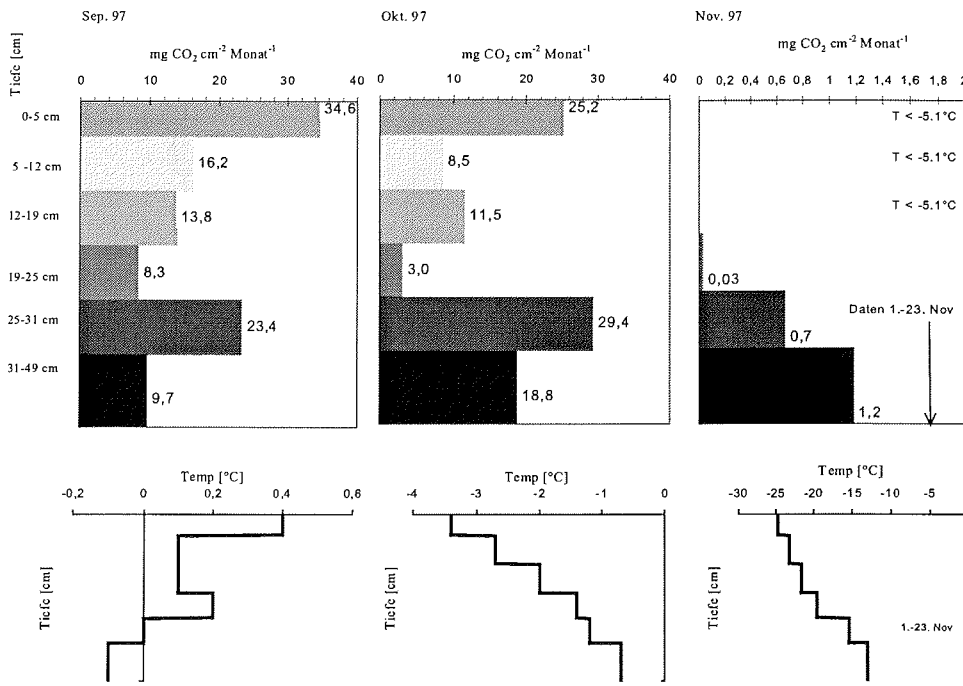 Sep. 97
Okt. 97
Nov. 97
mg CO₂ cm⁻² Monat⁻¹
mg CO₂ cm⁻² Monat⁻¹
mg CO₂ cm⁻² Monat⁻¹
Tiefe [cm]
0 10 20 30 40
0 10 20 30 40
0 0,2 0,4 0,6 0,8 1 1,2 1,4 1,6 1,8 2
0-5 cm
5 -12 cm
12-19 cm
19-25 cm
25-31 cm
31-49 cm
34,6
16,2
13,8
8,3
23,4
9,7
25,2
8,5
11,5
3,0
29,4
18,8
T < -5.1°C
T < -5.1°C
T < -5.1°C
0,03
0,7
1,2
Daten 1.-23. Nov
Temp [°C]
Temp [°C]
Temp [°C]
-0,2 0 0,2 0,4 0,6
-4 -3 -2 -1 0
-30 -25 -20 -15 -10 -5
Tiefe [cm]
Tiefe [cm]
Tiefe [cm]
1.-23. Nov